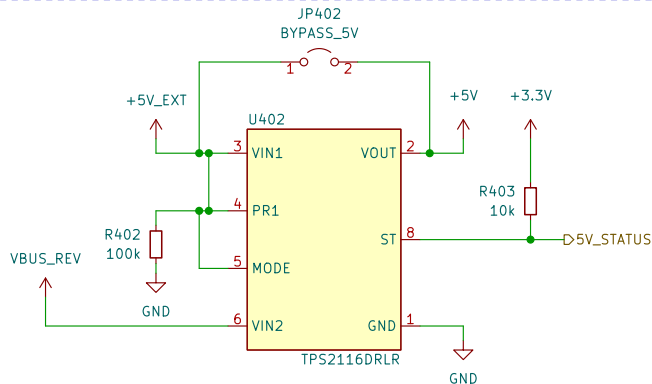 JP402
BYPASS_5V
1 2
+5V_EXT
+5V
+3.3V
U402
3 VIN1
VOUT 2
R403
10k
4 PR1
R402
100k
ST 8
5V_STATUS
VBUS_REV
5 MODE
GND
6 VIN2
GND 1
TPS2116DRLR
GND